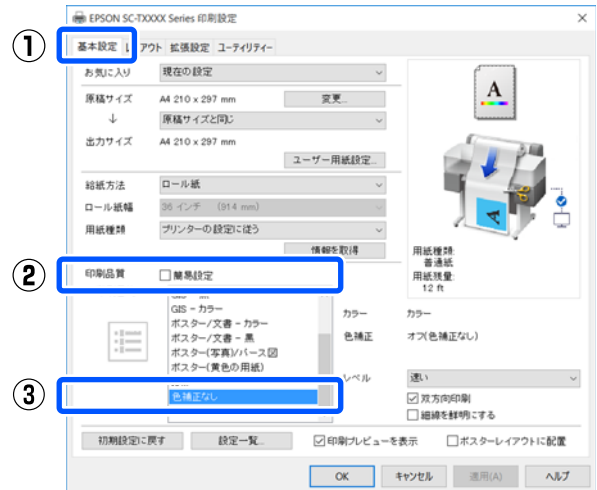 EPSON SC-TXXXX Series 印刷設定
①
基本設定 アウト 拡張設定 ユーティリティー
お気に入り 現在の設定
原稿サイズ A4 210 x 297 mm 変更...
↓ 原稿サイズと同じ
出力サイズ A4 210 x 297 mm
ユーザー用紙設定...
給紙方法 ロール紙
ロール紙幅 36 インチ (914 mm)
用紙種類 プリンターの設定に従う
情報を取得
A
A
用紙種類:
普通紙
用紙残量:
12 ft
②
印刷品質 簡易設定
GIS - カラー
ポスター/文書 - カラー
ポスター/文書 - 黒
ポスター(写真)/パース図
ポスター(黄色の用紙)
③
色補正なし
カラー カラー
色補正 オフ(色補正なし)
レベル 速い
双方向印刷
細線を鮮明にする
初期設定に戻す 設定一覧... 印刷プレビューを表示 ポスターレイアウトに配置
OK キャンセル 適用(A) ヘルプ